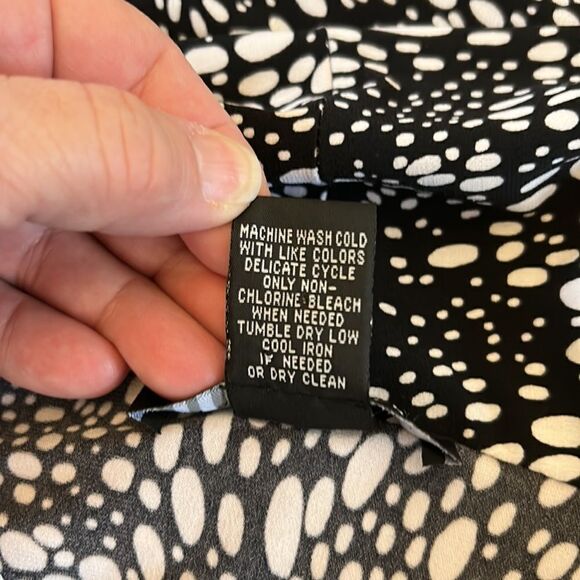 MACHINE WASH COLD
WITH LIKE COLORS
DELICATE CYCLE
ONLY NON-
CHLORINE BLEACH
WHEN NEEDED
TUMBLE DRY LOW
COOL IRON
IF NEEDED
OR DRY CLEAN